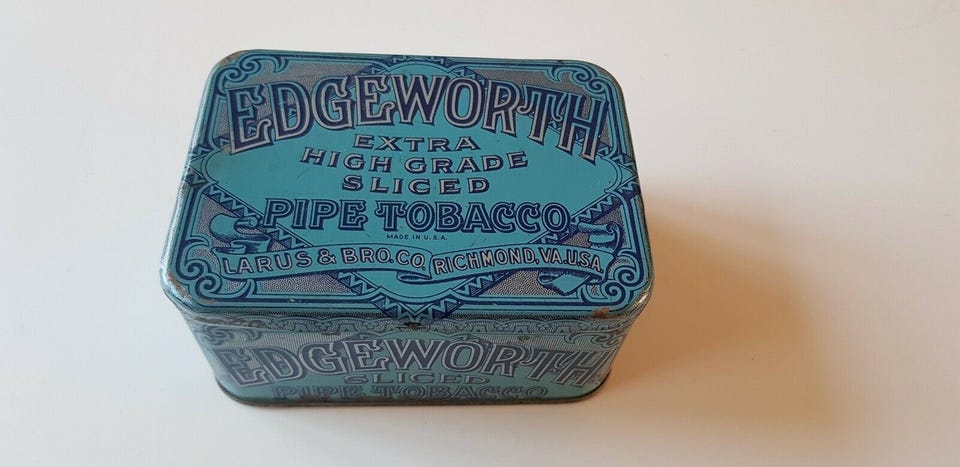 EDGEWORTH
EXTRA
HIGH GRADE
SLICED
PIPE TOBACCO
MADE IN U.S.A.
LARUS & BRO. CO. RICHMOND, VA. U.S.A.
EDGEWORTH
SLICED
PIPE TOBACCO